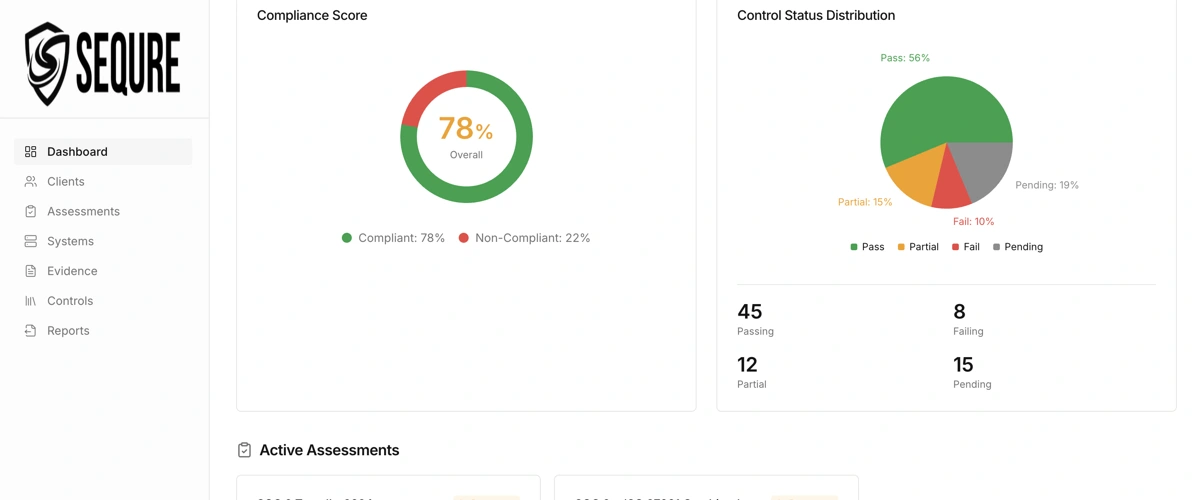 SEQURE
Dashboard
Clients
Assessments
Systems
Evidence
Controls
Reports
Compliance Score
78%
Overall
Compliant: 78%
Non-Compliant: 22%
Control Status Distribution
Pass: 56%
Pending: 19%
Partial: 15%
Fail: 10%
Pass
Partial
Fail
Pending
45
Passing
8
Failing
12
Partial
15
Pending
Active Assessments